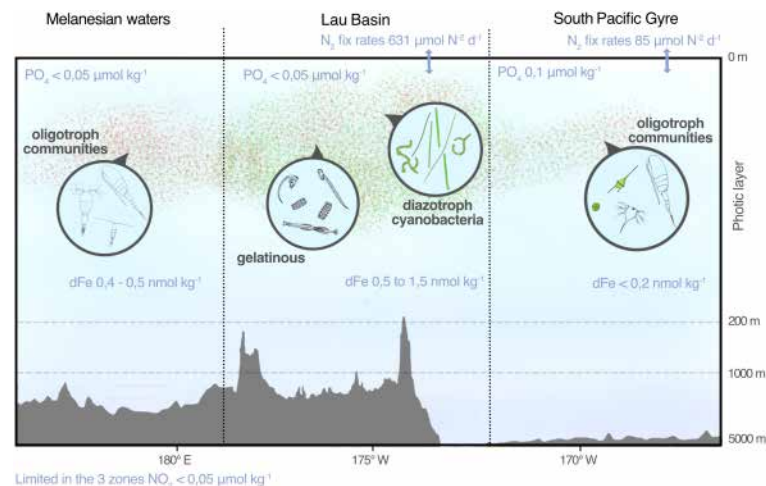 Melanesian waters
Lau Basin
South Pacific Gyre
N₂ fix rates 631 µmol N⁻² d⁻¹
N₂ fix rates 85 µmol N⁻² d⁻¹
0 m
PO₄ < 0,05 µmol kg⁻¹
PO₄ < 0,05 µmol kg⁻¹
PO₄ 0,1 µmol kg⁻¹
oligotroph
communities
oligotroph
communities
diazotroph
cyanobacteria
gelatinous
Photic layer
dFe 0,4 - 0,5 nmol kg⁻¹
dFe 0,5 to 1,5 nmol kg⁻¹
dFe < 0,2 nmol kg⁻¹
200 m
1000 m
5000 m
180° E
175° W
170° W
Limited in the 3 zones NOₓ < 0,05 µmol kg⁻¹